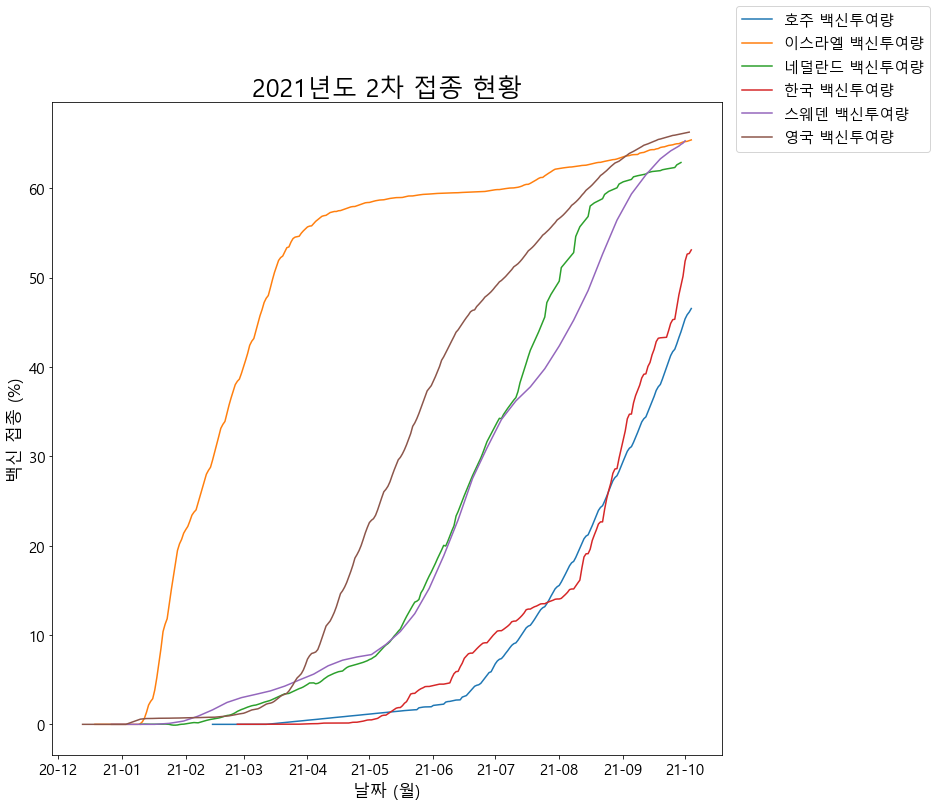 호주 백신투여량
이스라엘 백신투여량
네덜란드 백신투여량
한국 백신투여량
스웨덴 백신투여량
영국 백신투여량
2021년도 2차 접종 현황
백신 접종 (%)
60
50
40
30
20
10
0
20-12 21-01 21-02 21-03 21-04 21-05 21-06 21-07 21-08 21-09 21-10
날짜 (월)